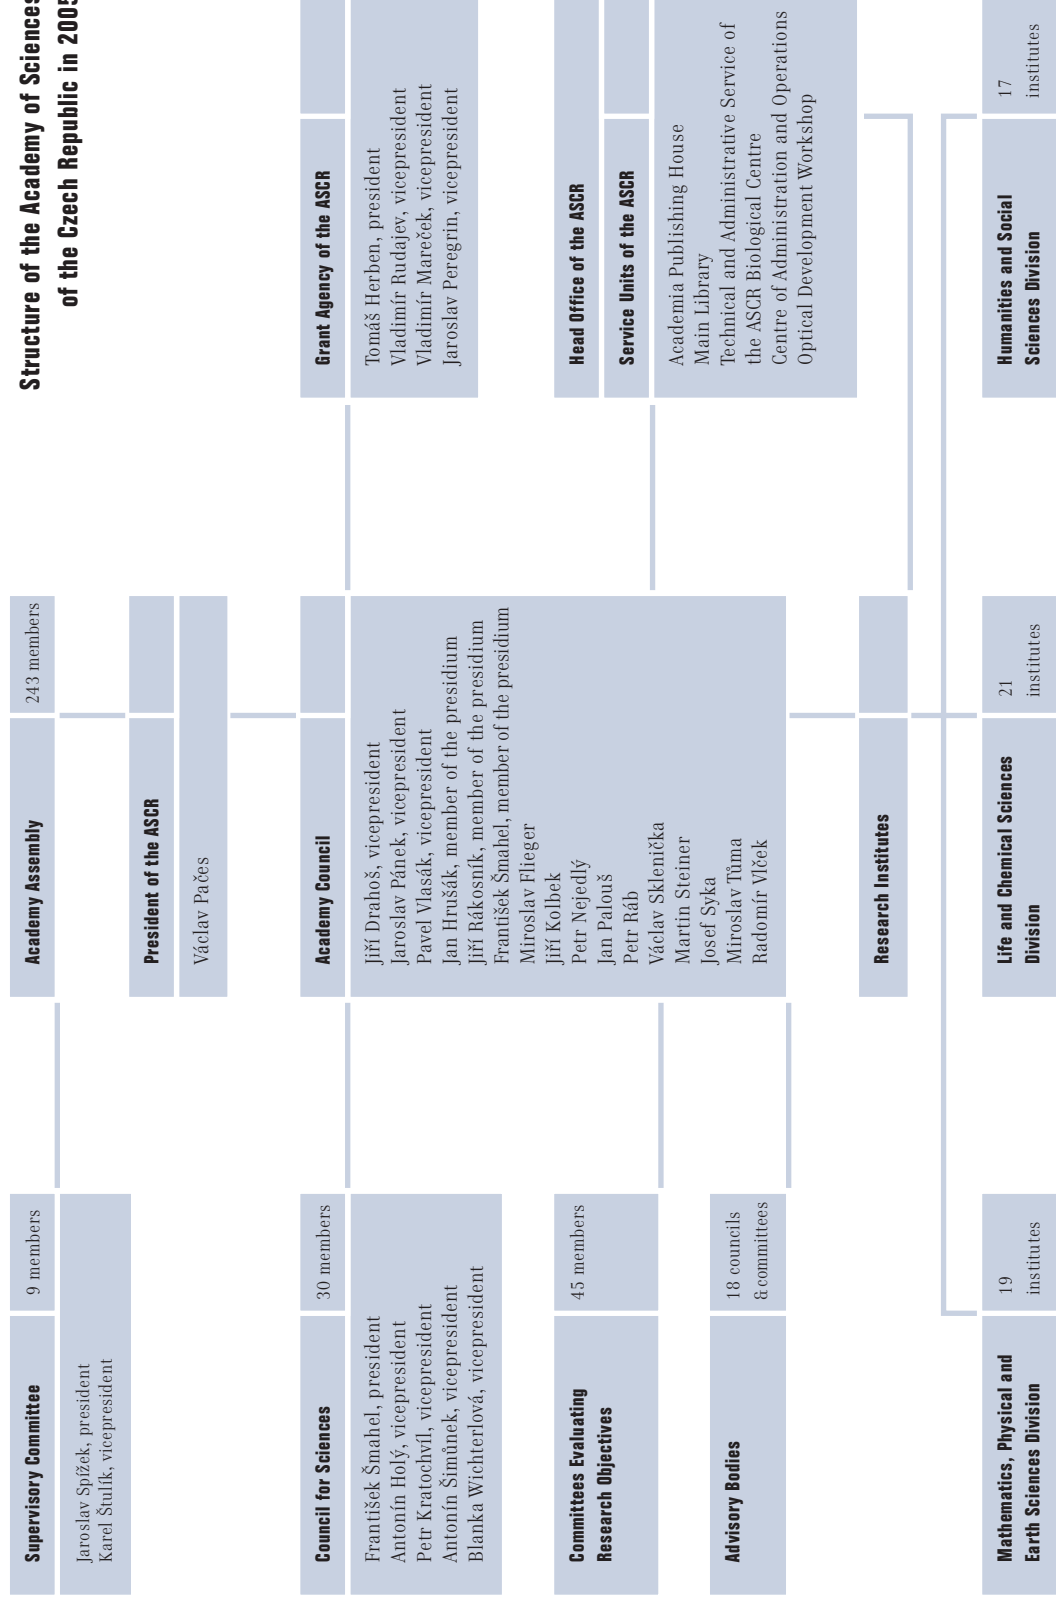 Structure of the Academy of Sciences
of the Czech Republic in 2005
Supervisory Committee
9 members
Jaroslav Spížek, president
Karel Štulík, vicepresident
Academy Assembly
243 members
President of the ASCR
Václav Pačes
Council for Sciences
30 members
František Šmahel, president
Antonín Holý, vicepresident
Petr Kratochvíl, vicepresident
Antonín Šimůnek, vicepresident
Blanka Wichterlová, vicepresident
Academy Council
Jiří Drahoš, vicepresident
Jaroslav Pánek, vicepresident
Pavel Vlasák, vicepresident
Jan Hrušák, member of the presidium
Jiří Rákosník, member of the presidium
František Šmahel, member of the presidium
Miroslav Flieger
Jiří Kolbek
Petr Nejedlý
Jan Palouš
Petr Ráb
Václav Sklenička
Martin Steiner
Josef Syka
Miroslav Tůma
Radomír Vlček
Grant Agency of the ASCR
Tomáš Herben, president
Vladimír Rudajev, vicepresident
Vladimír Mareček, vicepresident
Jaroslav Peregrin, vicepresident
Committees Evaluating
Research Objectives
45 members
Head Office of the ASCR
Service Units of the ASCR
Academia Publishing House
Main Library
Technical and Administrative Service of
the ASCR Biological Centre
Centre of Administration and Operations
Optical Development Workshop
Advisory Bodies
18 councils
& committees
Research Institutes
Mathematics, Physical and
Earth Sciences Division
19
institutes
Life and Chemical Sciences
Division
21
institutes
Humanities and Social
Sciences Division
17
institutes